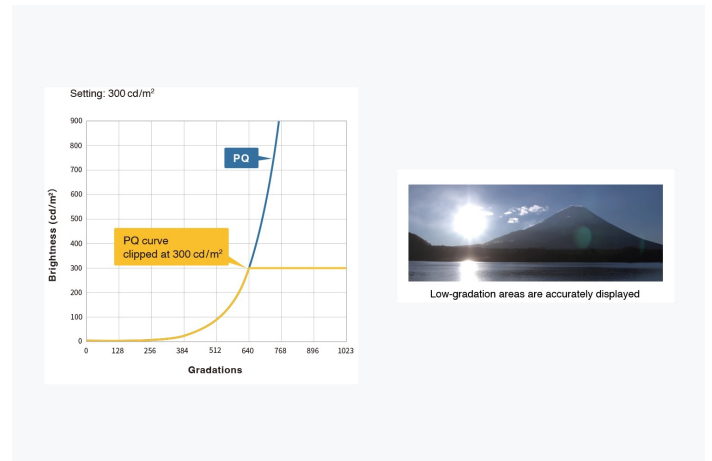 Setting: 300 cd/m²
900
800
700
600
500
400
300
200
100
0
Brightness (cd/m²)
PQ
PQ curve
clipped at 300 cd/m²
0 128 256 384 512 640 768 896 1023
Gradations
Low-gradation areas are accurately displayed